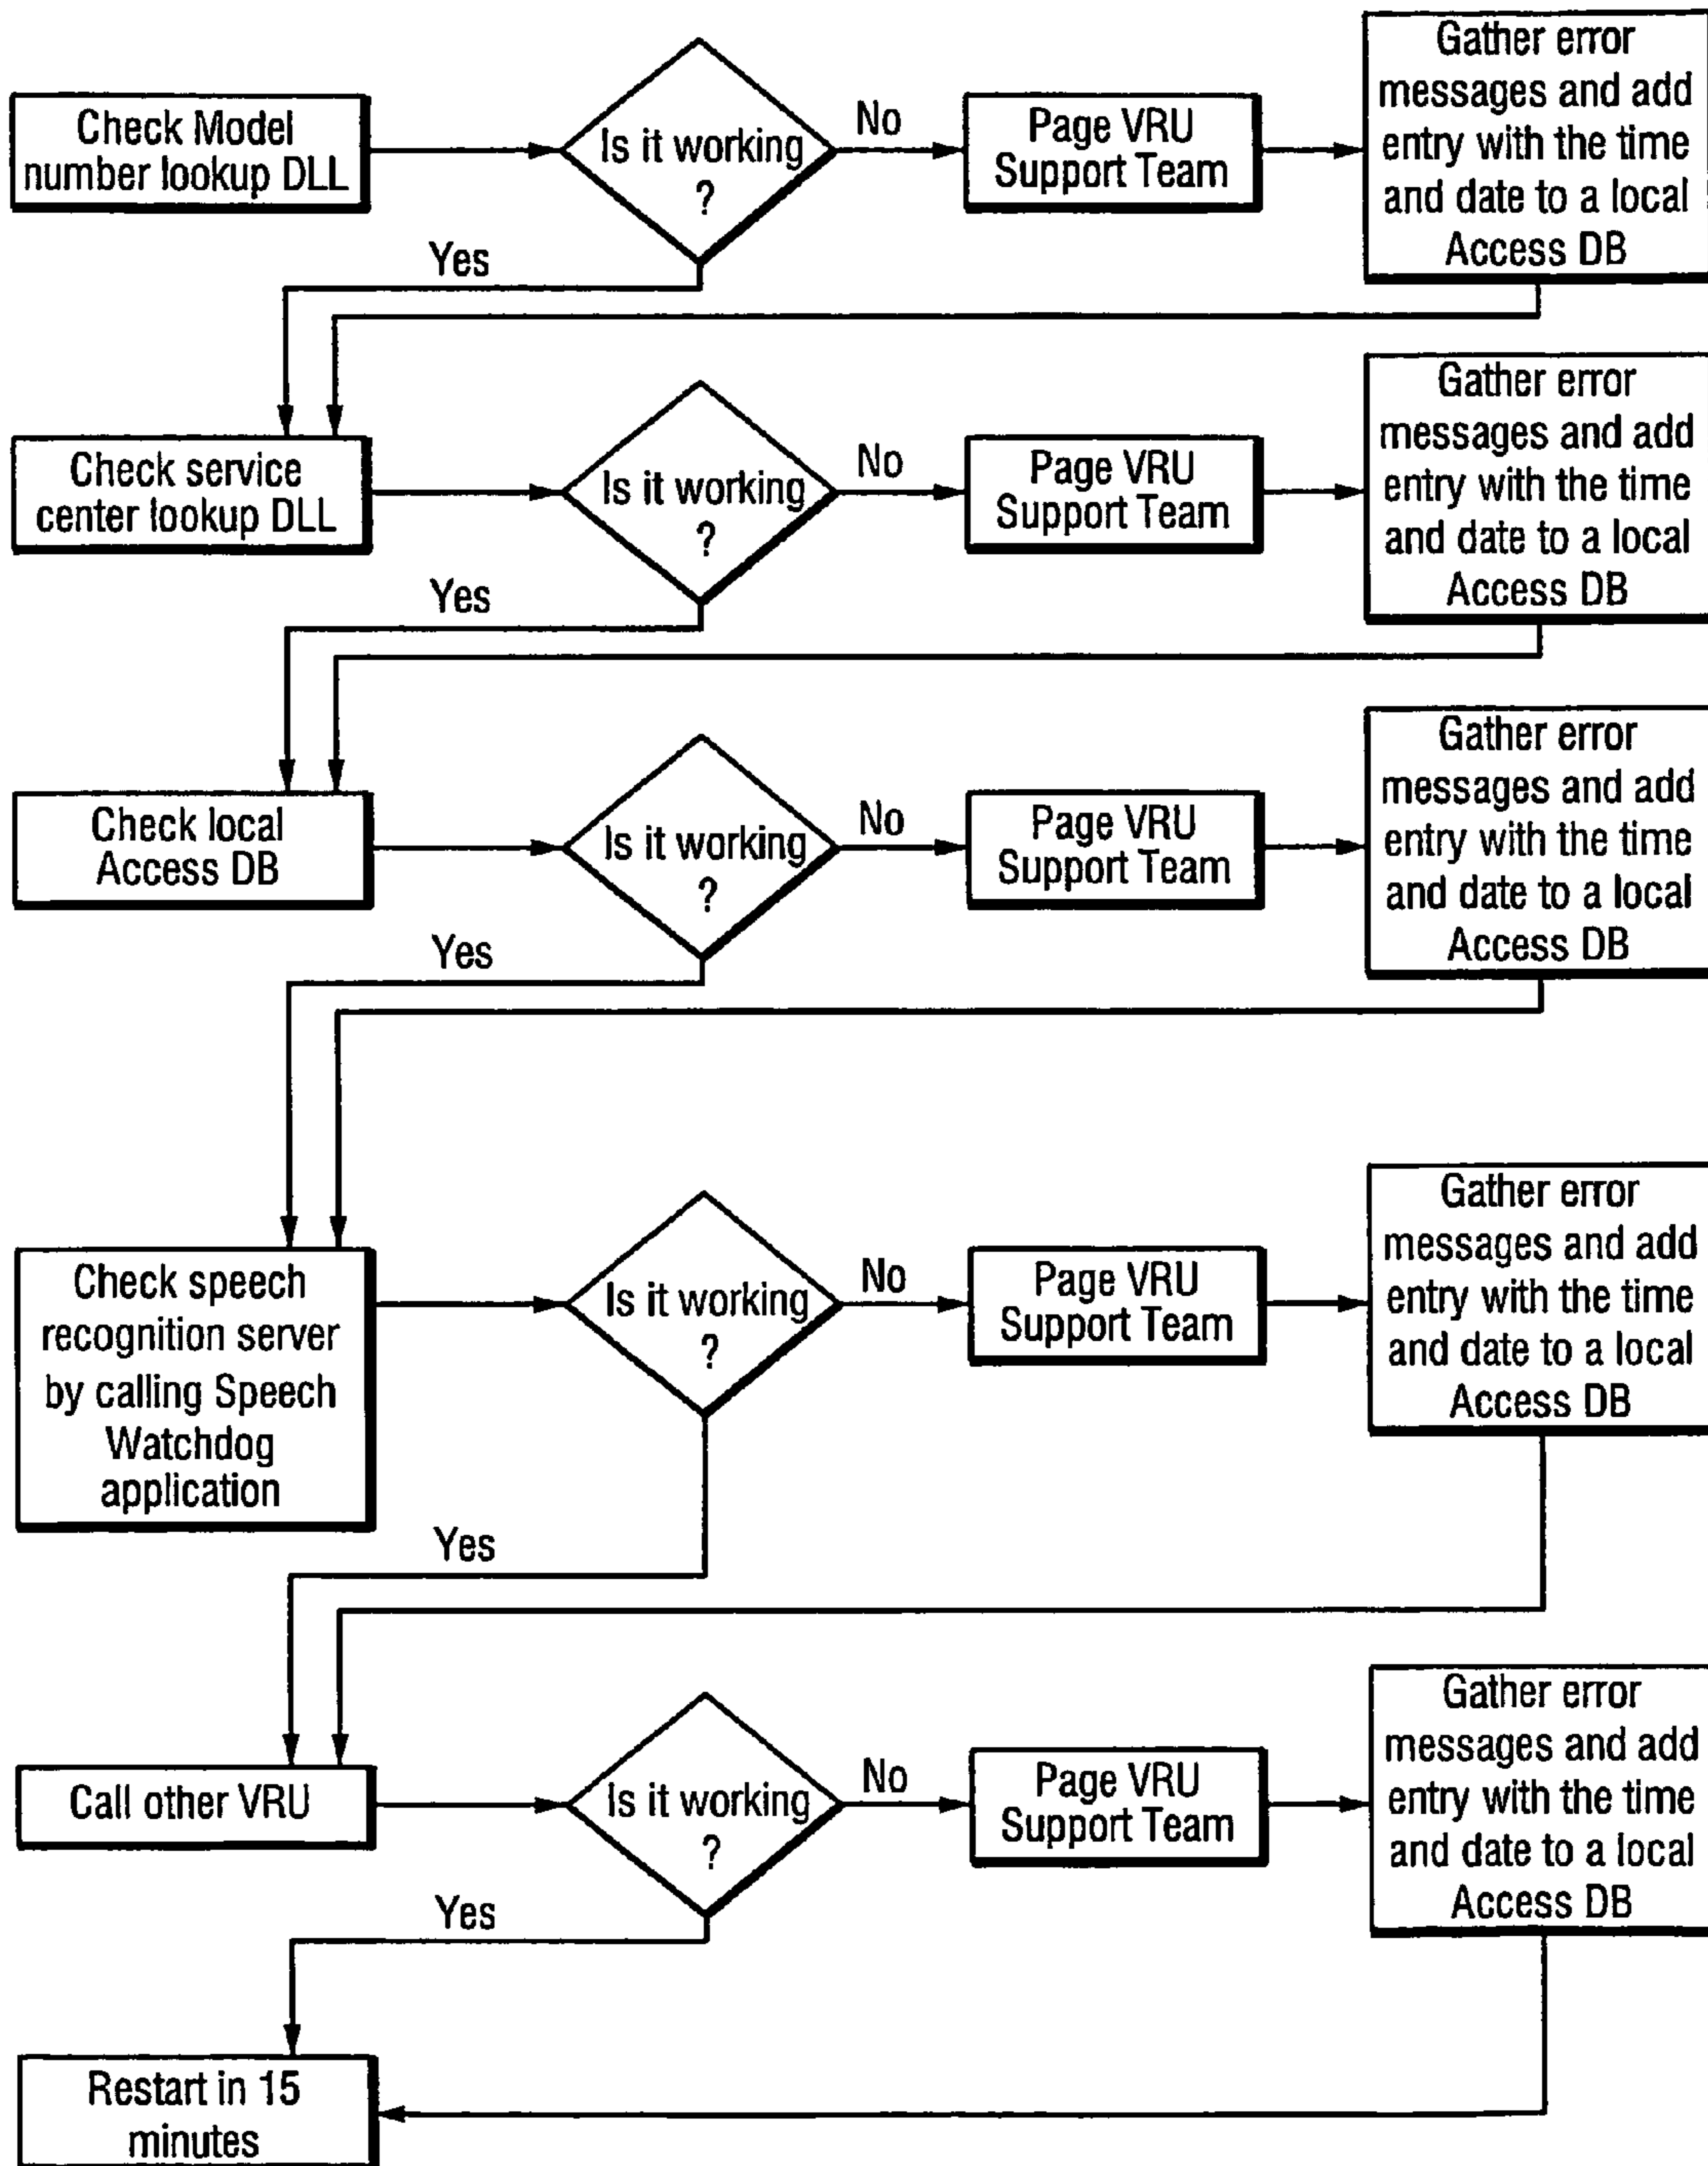 Check Model
number lookup DLL
Is it working
?
No
Page VRU
Support Team
Gather error
messages and add
entry with the time
and date to a local
Access DB
Yes
Check service
center lookup DLL
Is it working
?
No
Page VRU
Support Team
Gather error
messages and add
entry with the time
and date to a local
Access DB
Yes
Check local
Access DB
Is it working
?
No
Page VRU
Support Team
Gather error
messages and add
entry with the time
and date to a local
Access DB
Yes
Check speech
recognition server
by calling Speech
Watchdog
application
Is it working
?
No
Page VRU
Support Team
Gather error
messages and add
entry with the time
and date to a local
Access DB
Yes
Call other VRU
Is it working
?
No
Page VRU
Support Team
Gather error
messages and add
entry with the time
and date to a local
Access DB
Yes
Restart in 15
minutes